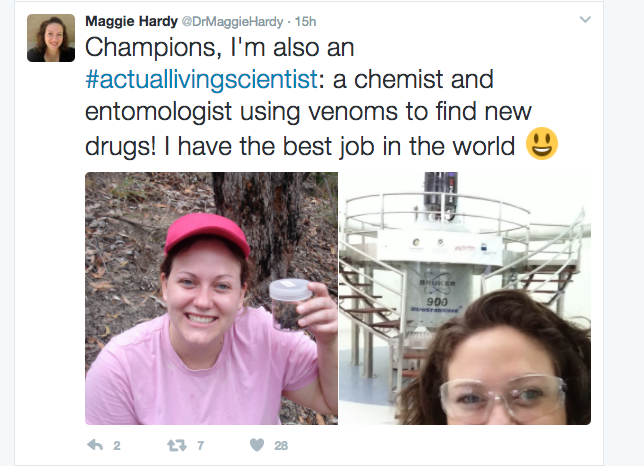 Maggie Hardy @DrMaggieHardy · 15h
Champions, I'm also an
#actuallivingscientist: a chemist and
entomologist using venoms to find new
drugs! I have the best job in the world 😃
BRUKER
900
2 7 28